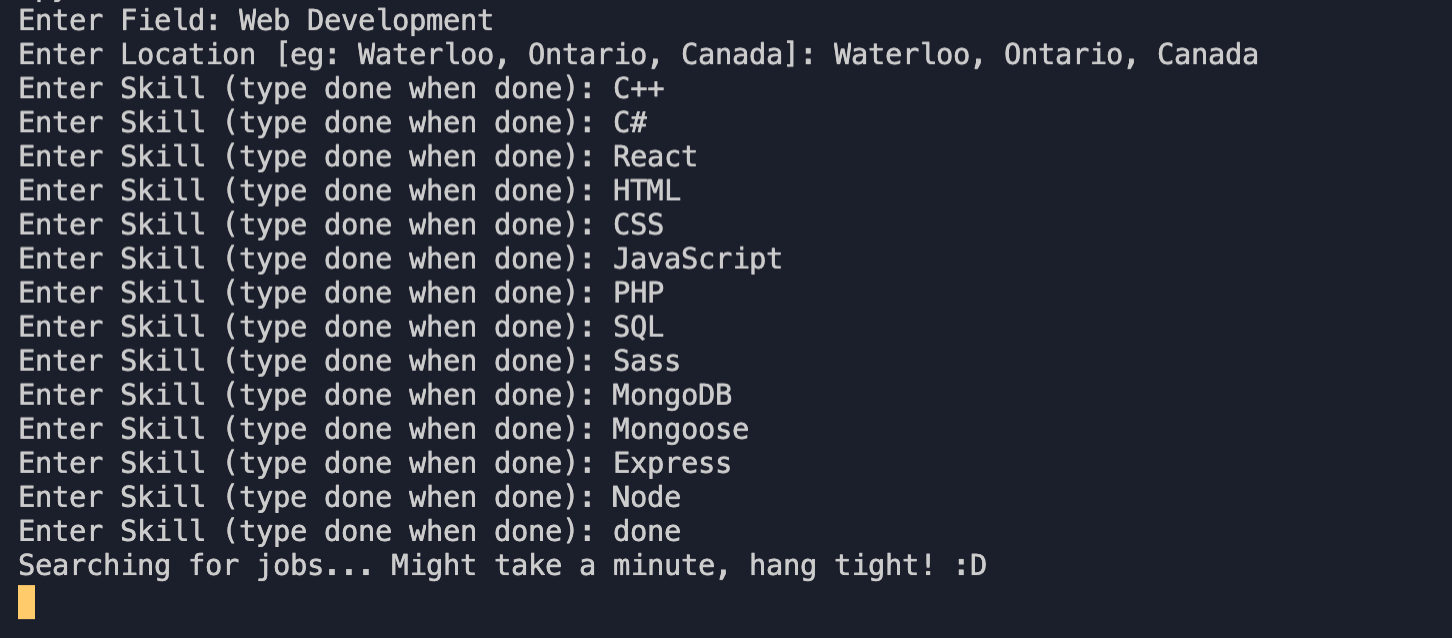 Enter Field: Web Development
Enter Location [eg: Waterloo, Ontario, Canada]: Waterloo, Ontario, Canada
Enter Skill (type done when done): C++
Enter Skill (type done when done): C#
Enter Skill (type done when done): React
Enter Skill (type done when done): HTML
Enter Skill (type done when done): CSS
Enter Skill (type done when done): JavaScript
Enter Skill (type done when done): PHP
Enter Skill (type done when done): SQL
Enter Skill (type done when done): Sass
Enter Skill (type done when done): MongoDB
Enter Skill (type done when done): Mongoose
Enter Skill (type done when done): Express
Enter Skill (type done when done): Node
Enter Skill (type done when done): done
Searching for jobs... Might take a minute, hang tight! :D